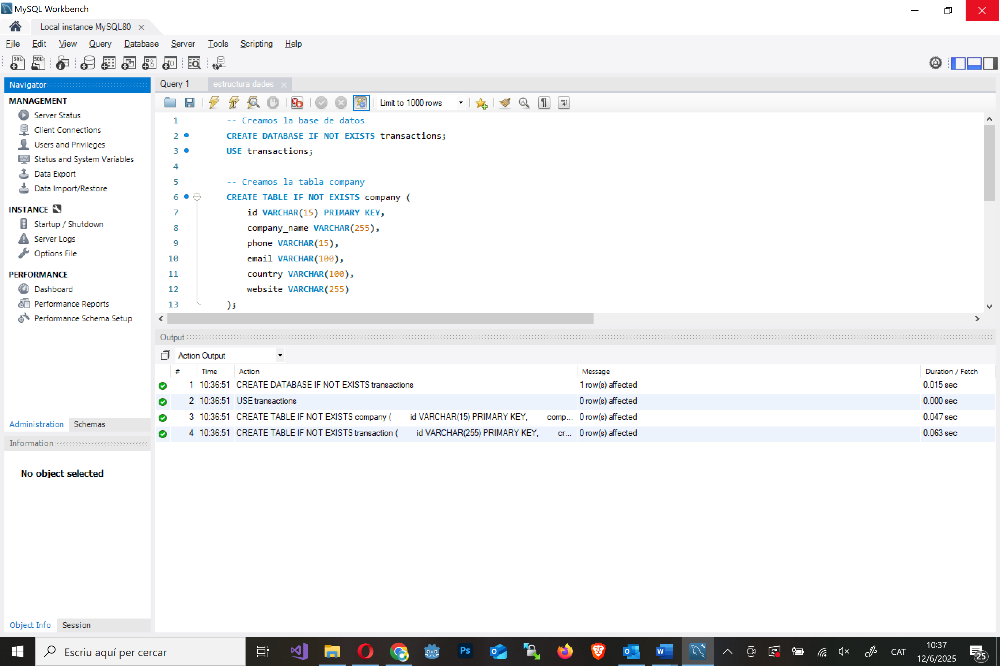 MySQL Workbench
Local instance MySQL80
File Edit View Query Database Server Tools Scripting Help
Navigator
MANAGEMENT
Server Status
Client Connections
Users and Privileges
Status and System Variables
Data Export
Data Import/Restore
INSTANCE
Startup / Shutdown
Server Logs
Options File
PERFORMANCE
Dashboard
Performance Reports
Performance Schema Setup
Administration Schemas
Information
No object selected
Object Info Session
Query 1 estructura dades
Limit to 1000 rows
1 -- Creamos la base de datos
2 CREATE DATABASE IF NOT EXISTS transactions;
3 USE transactions;
4
5 -- Creamos la tabla company
6 CREATE TABLE IF NOT EXISTS company (
7 id VARCHAR(15) PRIMARY KEY,
8 company_name VARCHAR(255),
9 phone VARCHAR(15),
10 email VARCHAR(100),
11 country VARCHAR(100),
12 website VARCHAR(255)
13 );
Output
Action Output
# Time Action Message Duration / Fetch
1 10:36:51 CREATE DATABASE IF NOT EXISTS transactions 1 row(s) affected 0.015 sec
2 10:36:51 USE transactions 0 row(s) affected 0.000 sec
3 10:36:51 CREATE TABLE IF NOT EXISTS company ( id VARCHAR(15) PRIMARY KEY, comp... 0 row(s) affected 0.047 sec
4 10:36:51 CREATE TABLE IF NOT EXISTS transaction ( id VARCHAR(255) PRIMARY KEY, cr... 0 row(s) affected 0.063 sec
Escriu aquí per cercar
CAT
10:37
12/6/2025
25